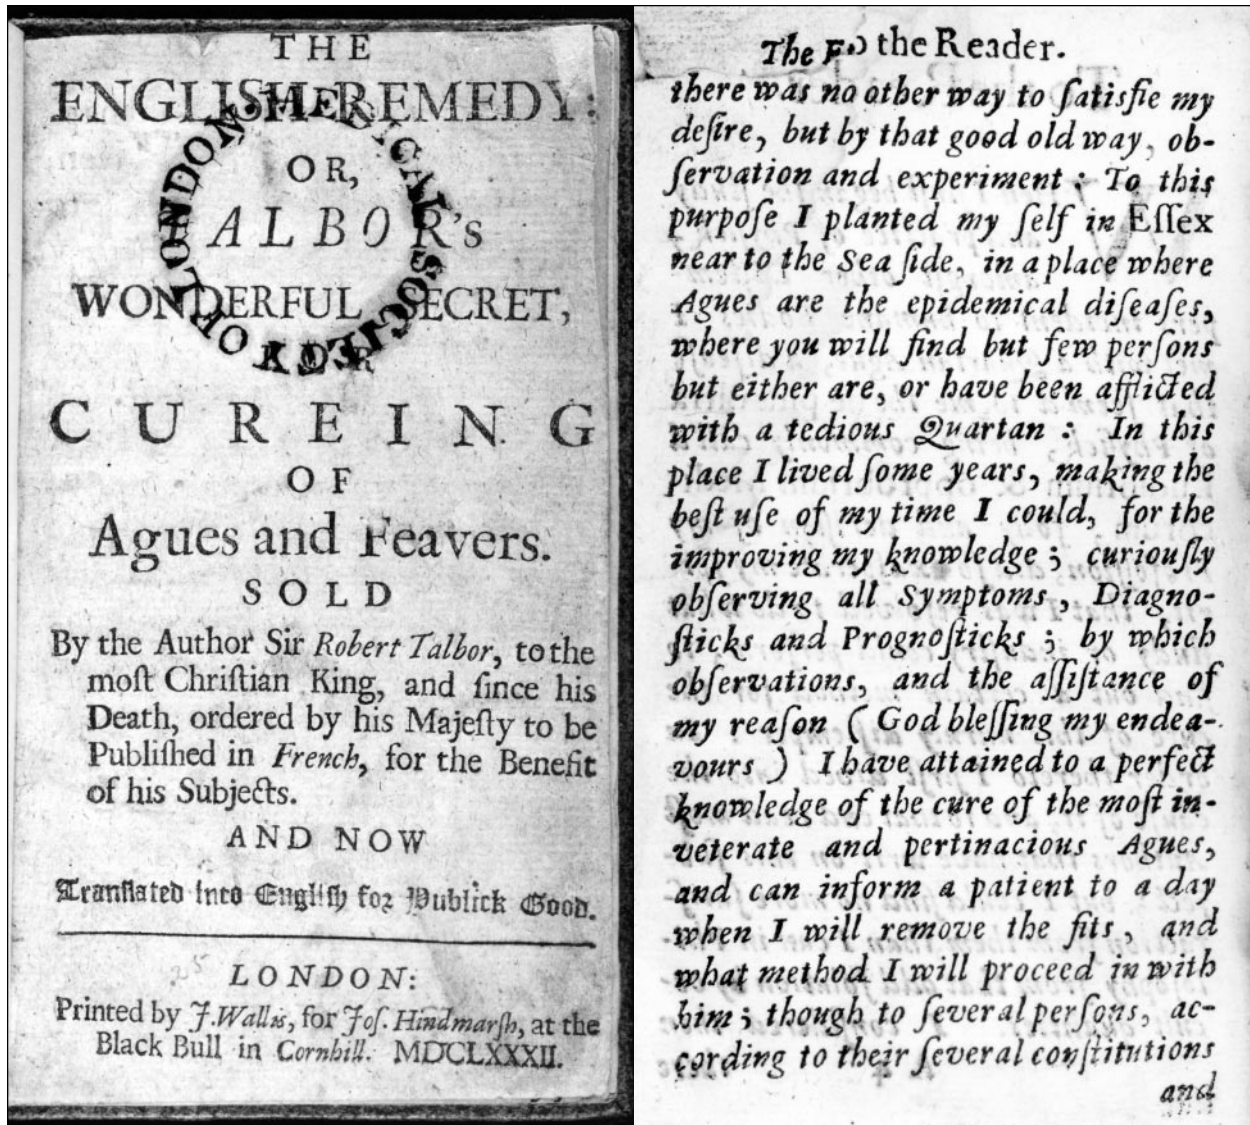 THE
ENGLISH REMEDY:
OR,
TALBOR's
WONDERFUL SECRET,
FOR
CUREING
OF
Agues and Feavers.
SOLD
By the Author Sir Robert Talbor, to the
moſt Chriſtian King, and ſince his
Death, ordered by his Majeſty to be
Publiſhed in French, for the Benefit
of his Subjects.
AND NOW
Tranſlated into Engliſh for Publick Good.
LONDON:
Printed by J. Wallis, for Joſ. Hindmarſh, at the
Black Bull in Cornhill. MDCLXXXII.
MEDICAL SOCIETY OF LONDON
the Reader.
there was no other way to ſatisfie my
deſire, but by that good old way, ob-
ſervation and experiment : To this
purpoſe I planted my ſelf in Eſſex
near to the Sea ſide, in a place where
Agues are the epidemical diſeaſes,
where you will find but few perſons
but either are, or have been afflicted
with a tedious Quartan : In this
place I lived ſome years, making the
beſt uſe of my time I could, for the
improving my knowledge ; curiouſly
obſerving all Symptoms, Diagno-
ſticks and Prognoſticks ; by which
obſervations, and the aſſiſtance of
my reaſon ( God bleſſing my endea-
vours ) I have attained to a perfect
knowledge of the cure of the moſt in-
veterate and pertinacious Agues,
and can inform a patient to a day
when I will remove the fits, and
what method I will proceed in with
him ; though to ſeveral perſons, ac-
cording to their ſeveral conſtitutions
and